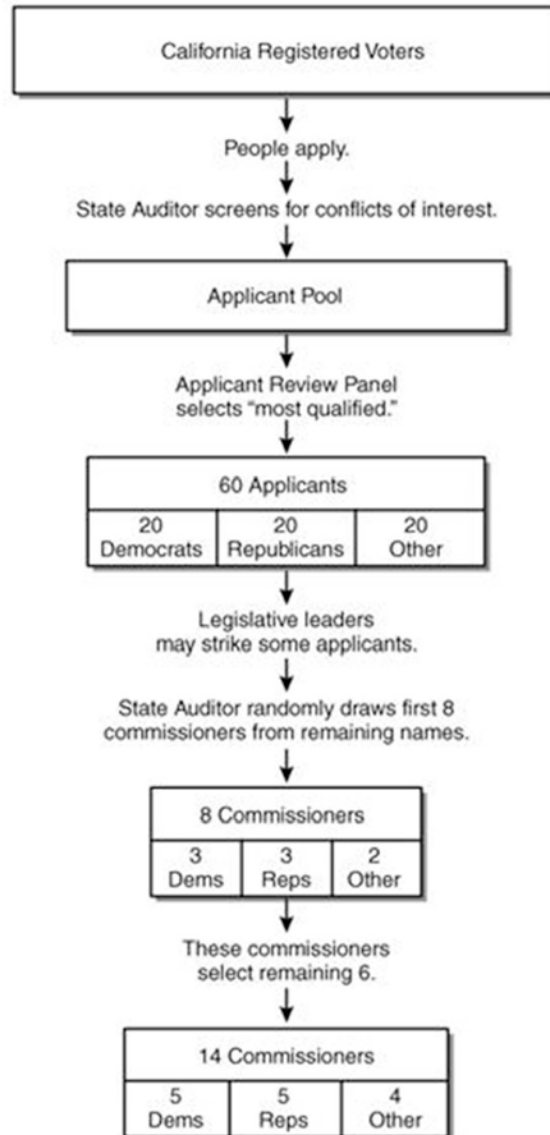 California Registered Voters
People apply.
State Auditor screens for conflicts of interest.
Applicant Pool
Applicant Review Panel
selects “most qualified.”
60 Applicants
20 20 20
Democrats Republicans Other
Legislative leaders
may strike some applicants.
State Auditor randomly draws first 8
commissioners from remaining names.
8 Commissioners
3 3 2
Dems Reps Other
These commissioners
select remaining 6.
14 Commissioners
5 5 4
Dems Reps Other